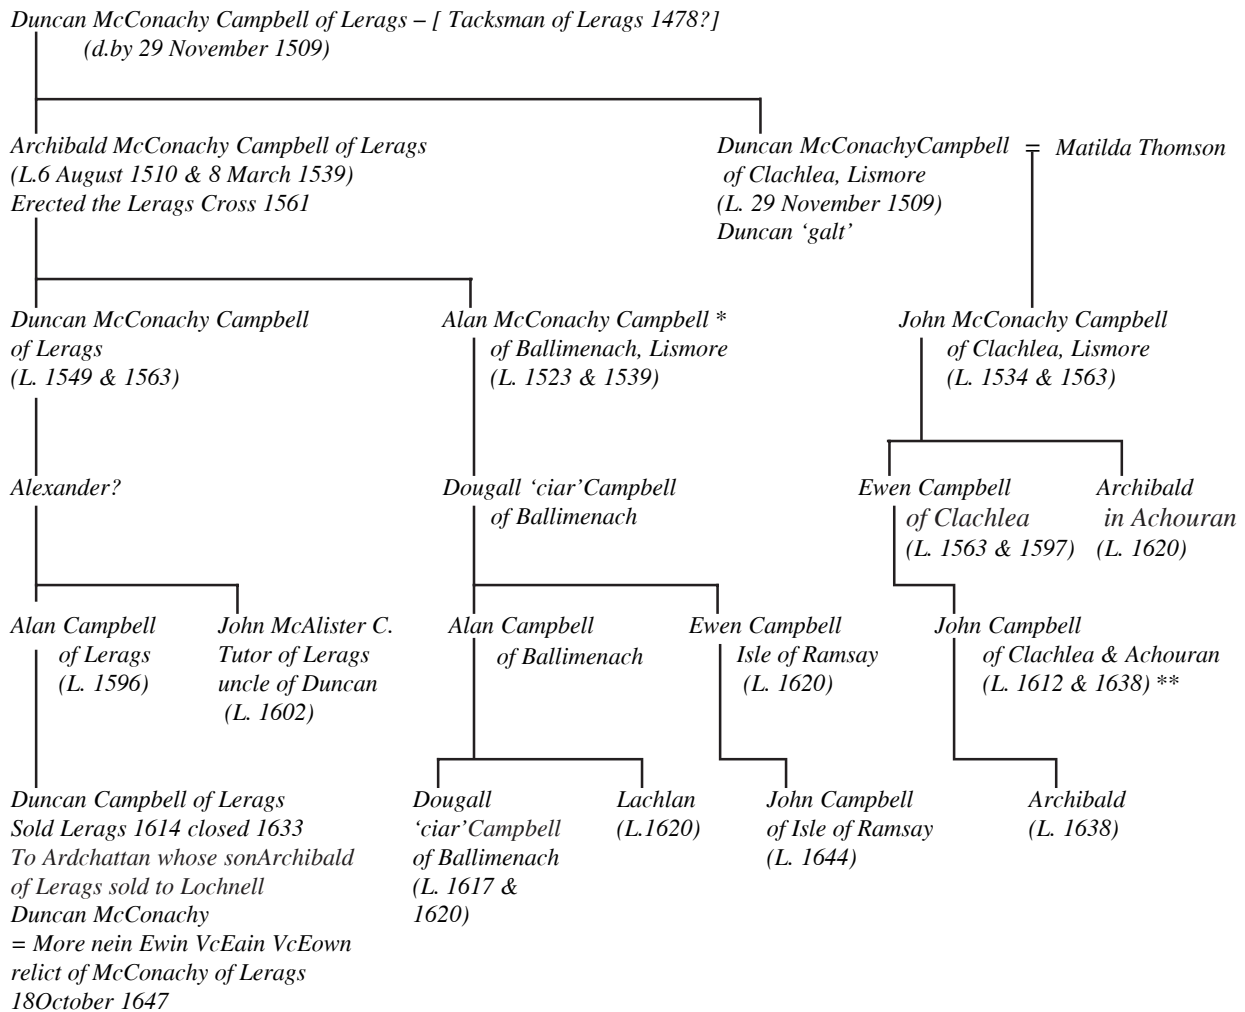 Duncan McConachy Campbell of Lerags – [ Tacksman of Lerags 1478?]
(d.by 29 November 1509)
Archibald McConachy Campbell of Lerags
(L.6 August 1510 & 8 March 1539)
Erected the Lerags Cross 1561
Duncan McConachyCampbell = Matilda Thomson
of Clachlea, Lismore
(L. 29 November 1509)
Duncan ‘galt’
Duncan McConachy Campbell
of Lerags
(L. 1549 & 1563)
Alan McConachy Campbell *
of Ballimenach, Lismore
(L. 1523 & 1539)
John McConachy Campbell
of Clachlea, Lismore
(L. 1534 & 1563)
Alexander?
Dougall ‘ciar’Campbell
of Ballimenach
Ewen Campbell
of Clachlea
(L. 1563 & 1597)
Archibald
in Achouran
(L. 1620)
Alan Campbell
of Lerags
(L. 1596)
John McAlister C.
Tutor of Lerags
uncle of Duncan
(L. 1602)
Alan Campbell
of Ballimenach
Ewen Campbell
Isle of Ramsay
(L. 1620)
John Campbell
of Clachlea & Achouran
(L. 1612 & 1638) **
Duncan Campbell of Lerags
Sold Lerags 1614 closed 1633
To Ardchattan whose sonArchibald
of Lerags sold to Lochnell
Duncan McConachy
= More nein Ewin VcEain VcEown
relict of McConachy of Lerags
18October 1647
Dougall
‘ciar’Campbell
of Ballimenach
(L. 1617 &
1620)
Lachlan
(L.1620)
John Campbell
of Isle of Ramsay
(L. 1644)
Archibald
(L. 1638)